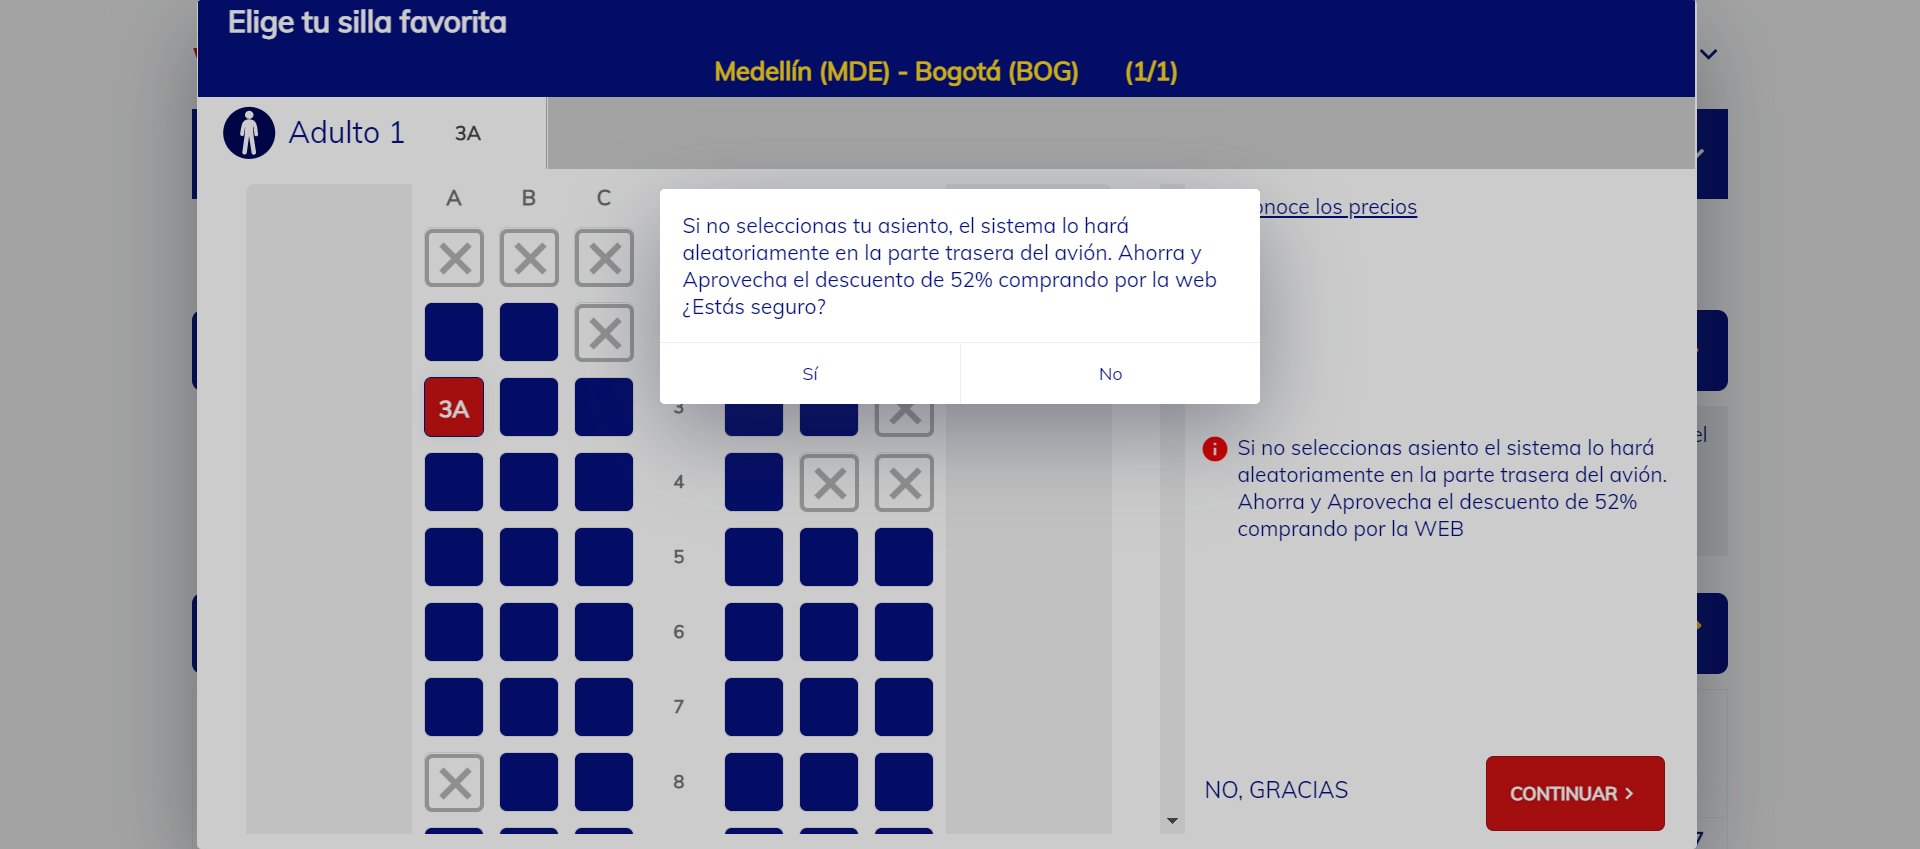 Elige tu silla favorita
Medellín (MDE) - Bogotá (BOG) (1/1)
Adulto 1 3A
A B C
Si no seleccionas tu asiento, el sistema lo hará
aleatoriamente en la parte trasera del avión. Ahorra y
Aprovecha el descuento de 52% comprando por la web
¿Estás seguro?
Sí No
los precios
3A 3
4
Si no seleccionas asiento el sistema lo hará
aleatoriamente en la parte trasera del avión.
Ahorra y Aprovecha el descuento de 52%
comprando por la WEB
5
6
7
8
NO, GRACIAS
CONTINUAR